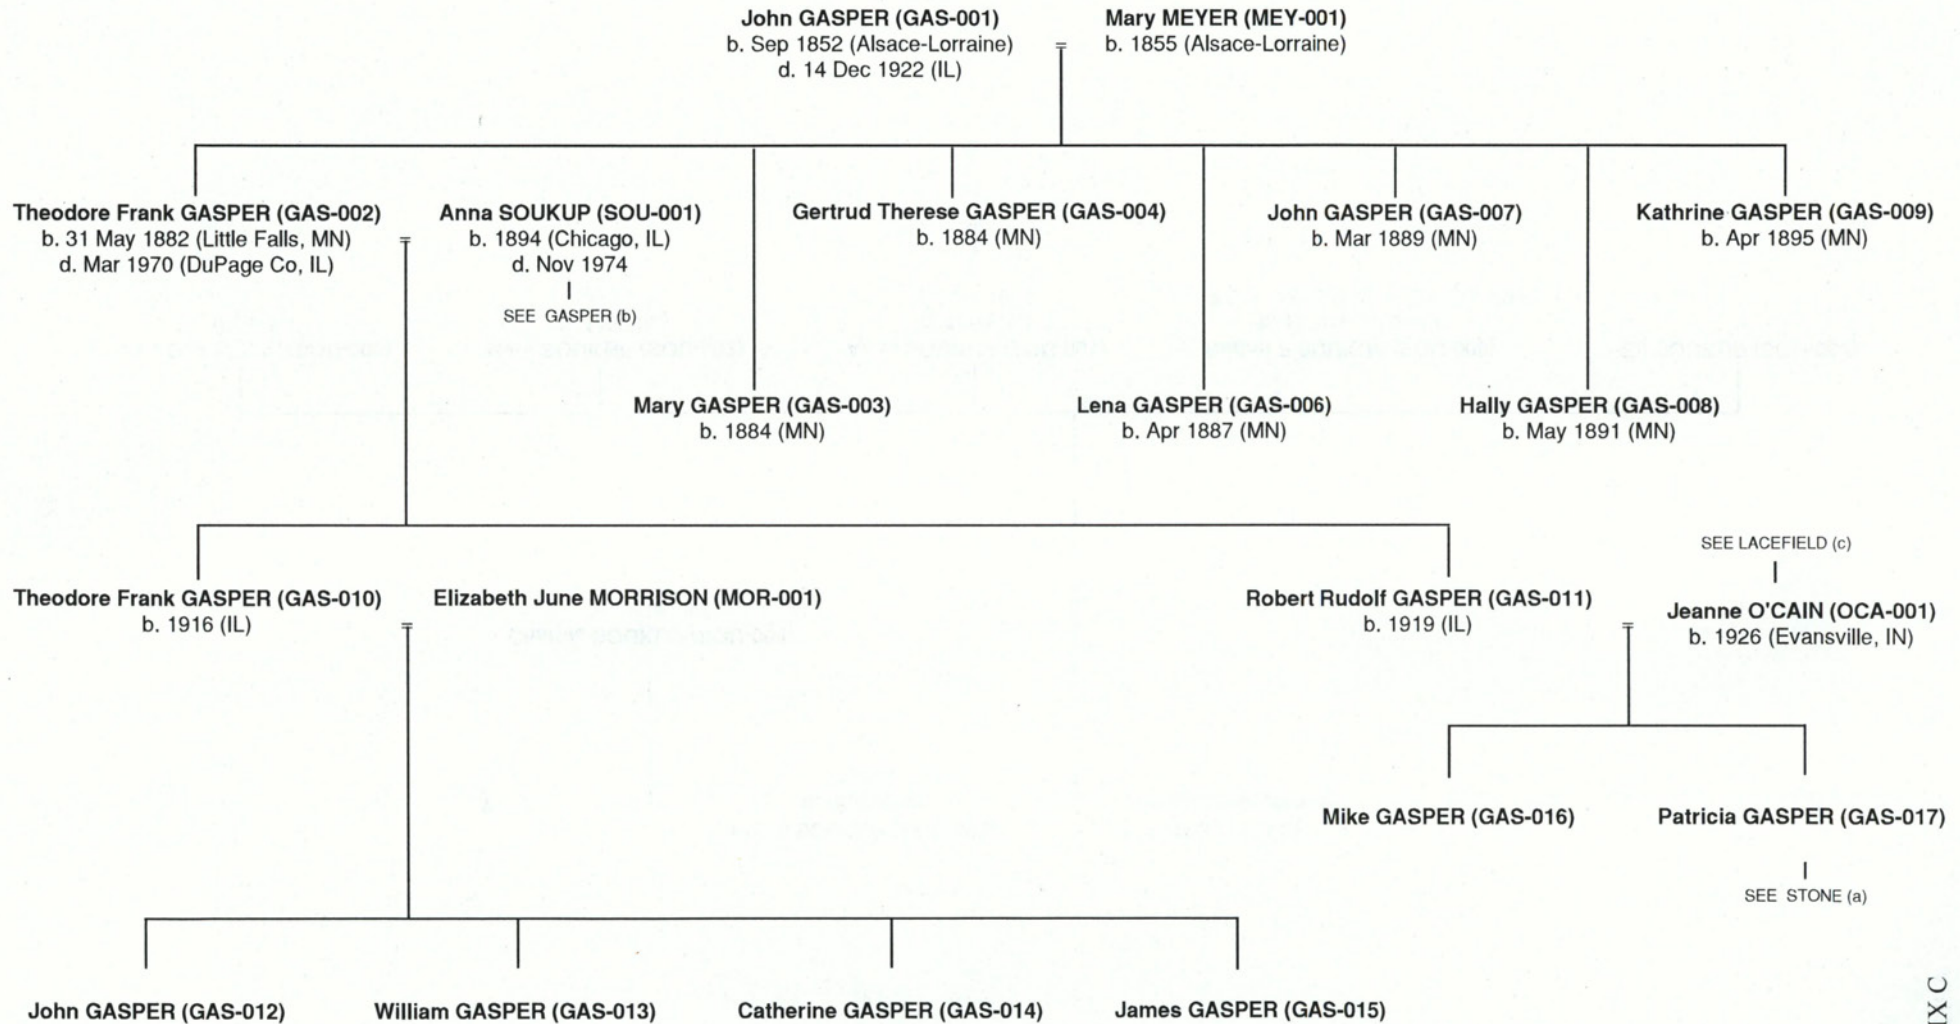 John GASPER (GAS-001)
b. Sep 1852 (Alsace-Lorraine)
d. 14 Dec 1922 (IL)
=
Mary MEYER (MEY-001)
b. 1855 (Alsace-Lorraine)
Theodore Frank GASPER (GAS-002)
b. 31 May 1882 (Little Falls, MN)
d. Mar 1970 (DuPage Co, IL)
=
Anna SOUKUP (SOU-001)
b. 1894 (Chicago, IL)
d. Nov 1974
SEE GASPER (b)
Gertrud Therese GASPER (GAS-004)
b. 1884 (MN)
John GASPER (GAS-007)
b. Mar 1889 (MN)
Kathrine GASPER (GAS-009)
b. Apr 1895 (MN)
Mary GASPER (GAS-003)
b. 1884 (MN)
Lena GASPER (GAS-006)
b. Apr 1887 (MN)
Hally GASPER (GAS-008)
b. May 1891 (MN)
Theodore Frank GASPER (GAS-010)
b. 1916 (IL)
=
Elizabeth June MORRISON (MOR-001)
Robert Rudolf GASPER (GAS-011)
b. 1919 (IL)
=
SEE LACEFIELD (c)
Jeanne O'CAIN (OCA-001)
b. 1926 (Evansville, IN)
Mike GASPER (GAS-016)
Patricia GASPER (GAS-017)
SEE STONE (a)
John GASPER (GAS-012)
William GASPER (GAS-013)
Catherine GASPER (GAS-014)
James GASPER (GAS-015)
IX C